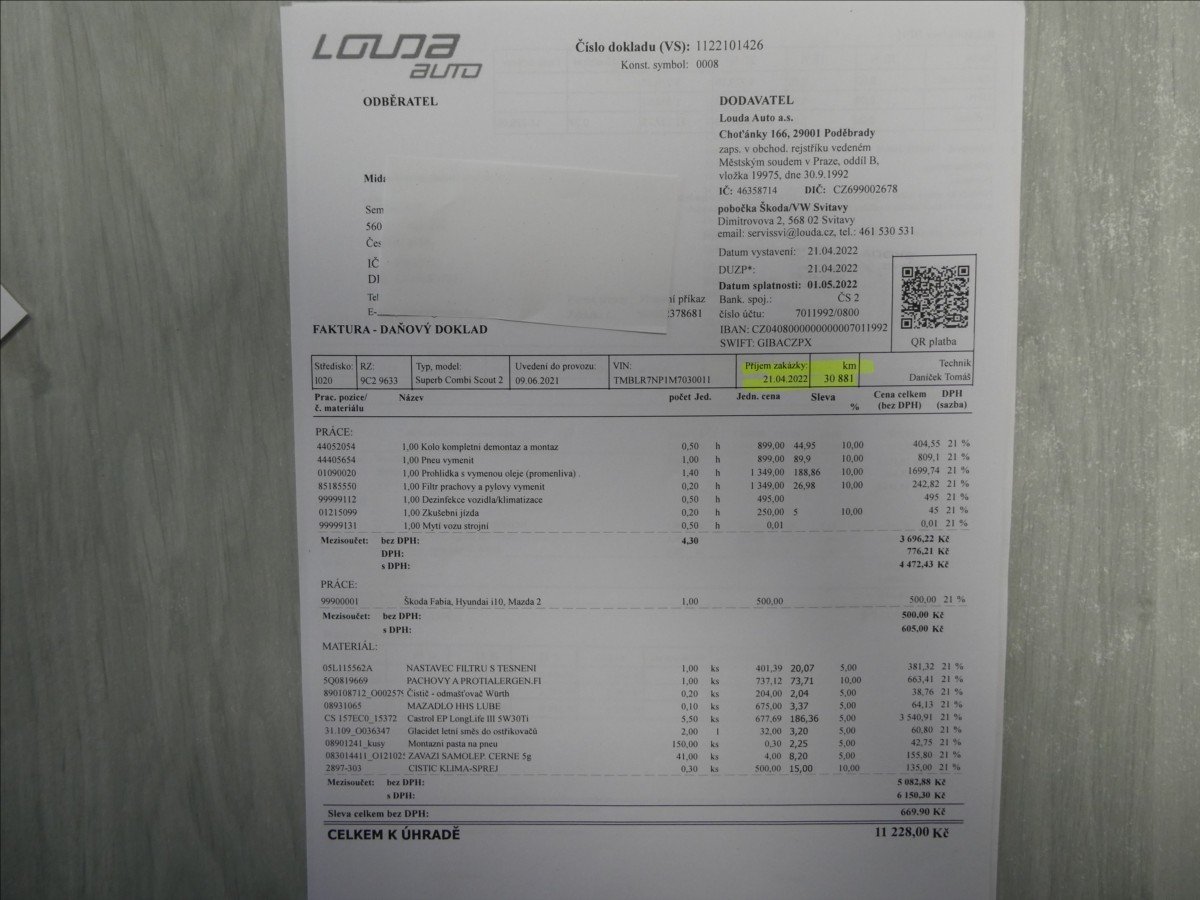 LOUDA
AUTO
Číslo dokladu (VS): 1122101426
Konst. symbol: 0008
ODBĚRATEL
DODAVATEL
Louda Auto a.s.
Choťánky 166, 29001 Poděbrady
zaps. v obchod. rejstříku vedeném
Městským soudem v Praze, oddíl B,
vložka 19975, dne 30.9.1992
IČ: 46358714 DIČ: CZ699002678
pobočka Škoda/VW Svitavy
Dimitrovova 2, 568 02 Svitavy
email: servissvi@louda.cz, tel.: 461 530 531
Sem
560
IČ
Tel
E-
2378681
Datum vystavení: 21.04.2022
DUZP*: 21.04.2022
Datum splatnosti: 01.05.2022
Bank. spoj.: ČS 2
číslo účtu: 7011992/0800
IBAN: CZ0408000000000007011992
SWIFT: GIBACZPX
QR platba
FAKTURA - DAŇOVÝ DOKLAD
Středisko: RZ: Typ, model: Uvedení do provozu: VIN: Příjem zakázky: km Technik
1020 9C2 9633 Superb Combi Scout 2 09.06.2021 TMBLR7NP1M7030011 21.04.2022 30 881 Daníček Tomáš
Prac. pozice/ Název počet Jed. Jedn. cena Sleva Cena celkem DPH
č. materiálu % (bez DPH) (sazba)
PRÁCE:
44052054 1,00 Kolo kompletni demontaz a montaz 0,50 h 899,00 44,95 10,00 404,55 21 %
44405654 1,00 Pneu vymenit 1,00 h 899,00 89,9 10,00 809,1 21 %
01090020 1,00 Prohlidka s vymenou oleje (promenliva) . 1,40 h 1 349,00 188,86 10,00 1699,74 21 %
85185550 1,00 Filtr prachovy a pylovy vymenit 0,20 h 1 349,00 26,98 10,00 242,82 21 %
99999112 1,00 Dezinfekce vozidla/klimatizace 0,50 h 495,00 495 21 %
01215099 1,00 Zkušební jízda 0,20 h 250,00 5 10,00 45 21 %
99999131 1,00 Mytí vozu strojní 0,50 h 0,01 0,01 21 %
Mezisoučet: bez DPH: 4,30 3 696,22 Kč
DPH: 776,21 Kč
s DPH: 4 472,43 Kč
PRÁCE:
99900001 Škoda Fabia, Hyundai i10, Mazda 2 1,00 500,00 500,00 21 %
Mezisoučet: bez DPH: 500,00 Kč
s DPH: 605,00 Kč
MATERIÁL:
05L115562A NASTAVEC FILTRU S TESNENI 1,00 ks 401,39 20,07 5,00 381,32 21 %
5Q0819669 PACHOVY A PROTIALERGEN.FI 1,00 ks 737,12 73,71 10,00 663,41 21 %
890108712_O002579 Čistič - odmašťovač Würth 0,20 ks 204,00 2,04 5,00 38,76 21 %
08931065 MAZADLO HHS LUBE 0,10 ks 675,00 3,37 5,00 64,13 21 %
CS 157EC0_15372 Castrol EP LongLife III 5W30Ti 5,50 ks 677,69 186,36 5,00 3 540,91 21 %
31.109_O036347 Glacidet letní směs do ostřikovačů 2,00 l 32,00 3,20 5,00 60,80 21 %
08901241_kusy Montazni pasta na pneu 150,00 ks 0,30 2,25 5,00 42,75 21 %
083014411_O12102 ZAVAZI SAMOLEP. CERNE 5g 41,00 ks 4,00 8,20 5,00 155,80 21 %
2897-303 CISTIC KLIMA-SPREJ 0,30 ks 500,00 15,00 10,00 135,00 21 %
Mezisoučet: bez DPH: 5 082,88 Kč
s DPH: 6 150,30 Kč
Sleva celkem bez DPH: 669,90 Kč
CELKEM K ÚHRADĚ 11 228,00 Kč